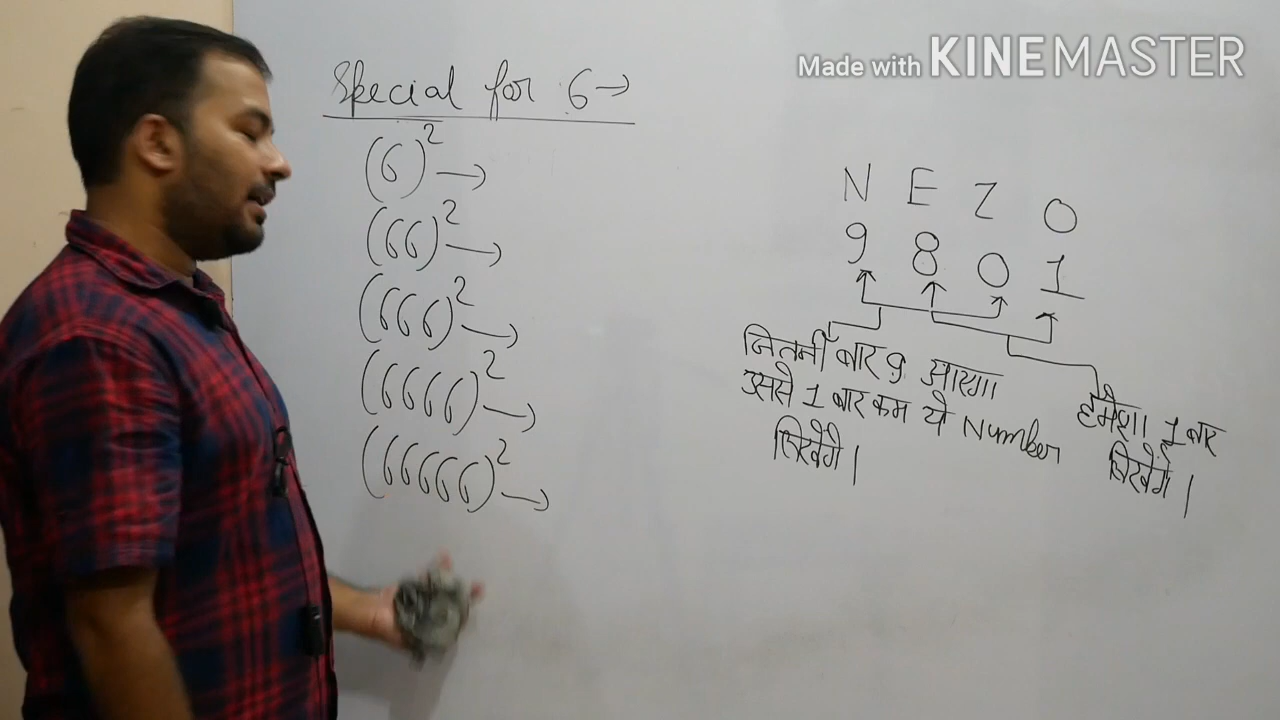 Made with KINEMASTER
Special for 6 →
(6)² →
(66)² →
(666)² →
(6666)² →
(66666)² →
N E Z O
9 8 0 1
जितनी बार 9 आएगा
उससे 1 बार कम ये Number
लिखेंगे।
हमेशा 1 बार
लिखेंगे।